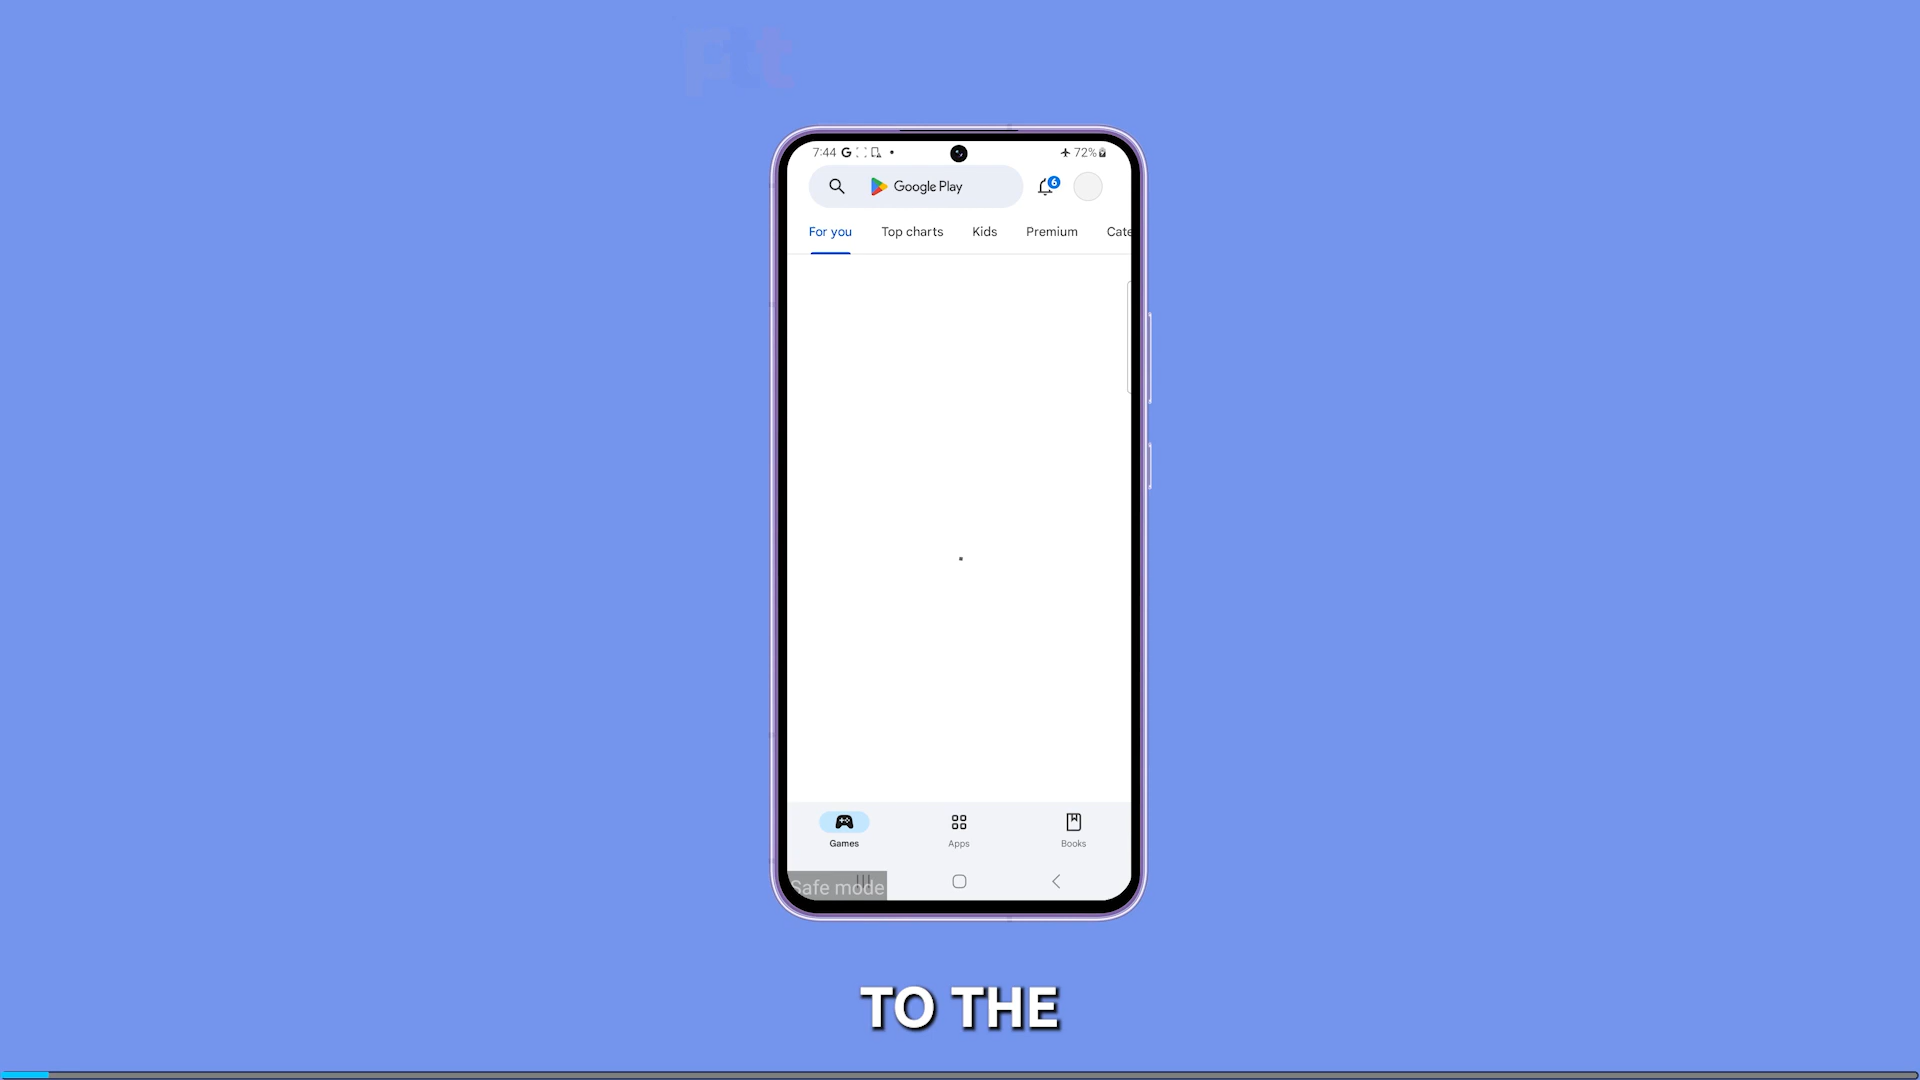 7:44 G 72%
Google Play 6
For you Top charts Kids Premium Cate
Games Apps Books
Safe mode
TO THE